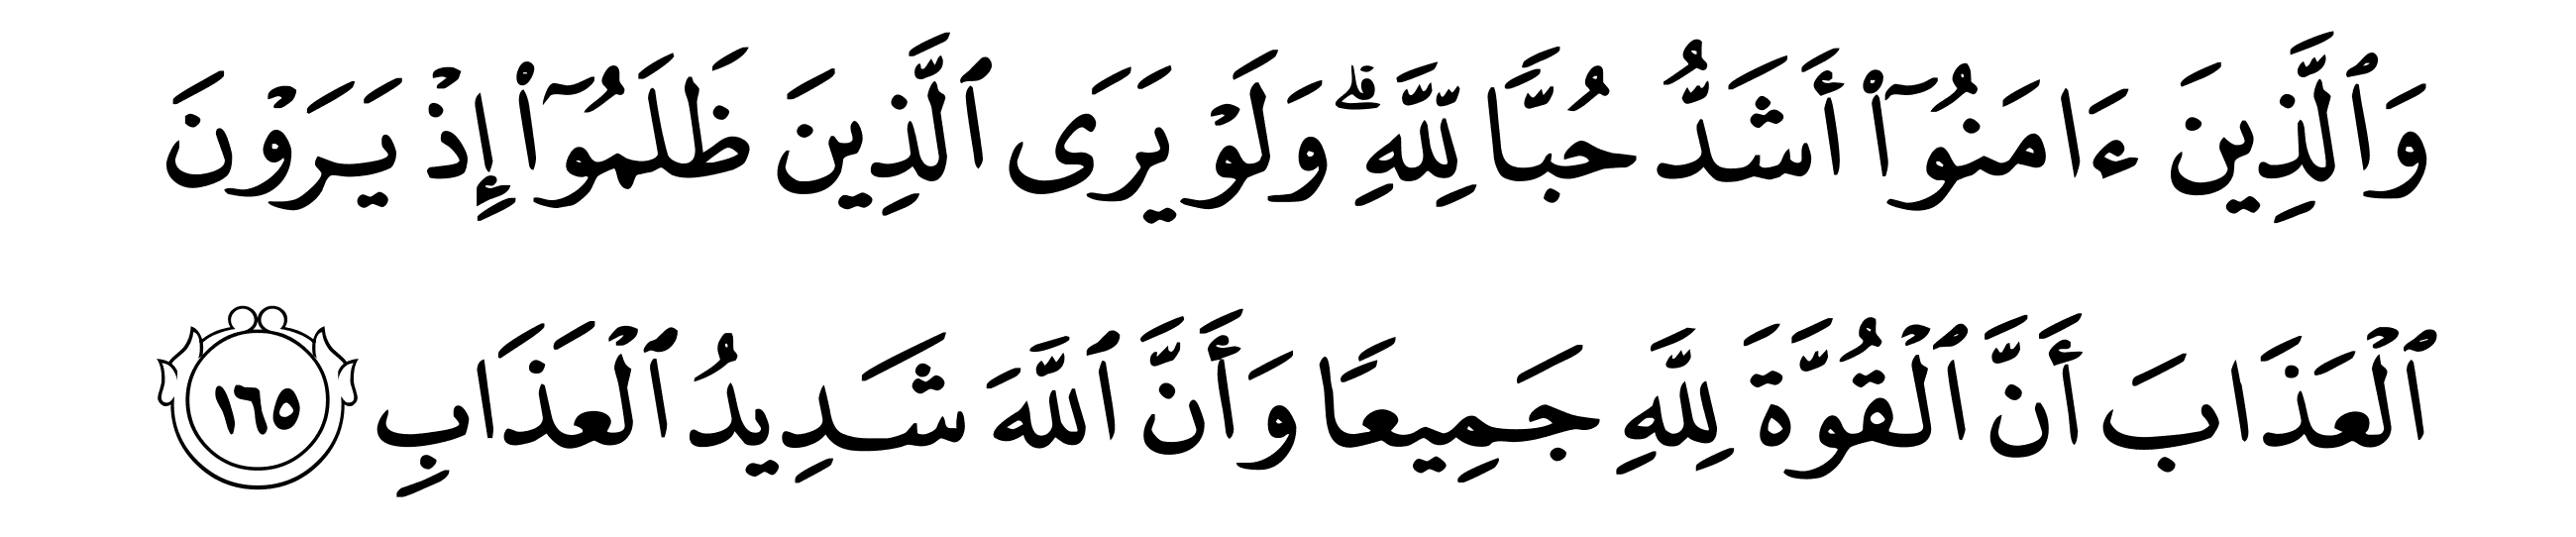 وَٱلَّذِينَ ءَامَنُوٓا۟ أَشَدُّ حُبًّا لِّلَّهِ ۗ وَلَوْ يَرَى ٱلَّذِينَ ظَلَمُوٓا۟ إِذْ يَرَوْنَ
ٱلْعَذَابَ أَنَّ ٱلْقُوَّةَ لِلَّهِ جَمِيعًا وَأَنَّ ٱللَّهَ شَدِيدُ ٱلْعَذَابِ ١٦٥